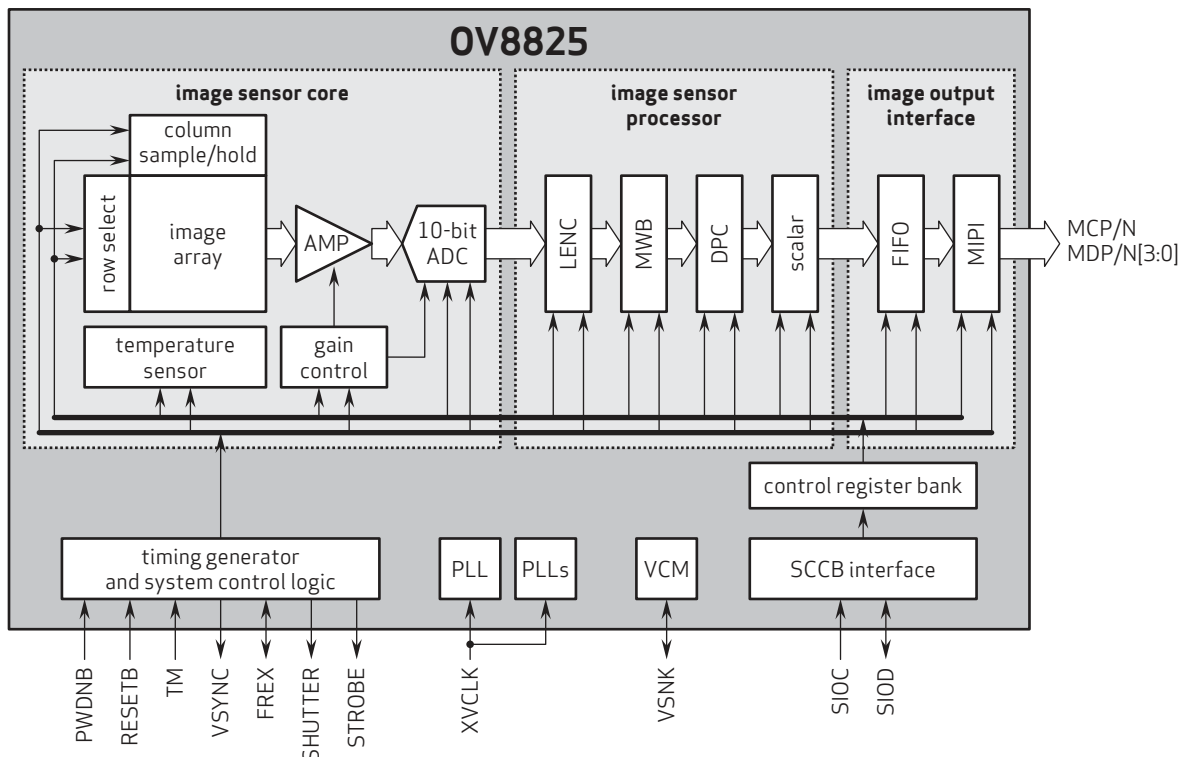 OV8825
image sensor core
image sensor
processor
image output
interface
column
sample/hold
row select
image
array
AMP
10-bit
ADC
LENC
MWB
DPC
scalar
FIFO
MIPI
MCP/N
MDP/N[3:0]
temperature
sensor
gain
control
control register bank
timing generator
and system control logic
PLL
PLLs
VCM
SCCB interface
PWDNB
RESETB
TM
VSYNC
FREX
SHUTTER
STROBE
XVCLK
VSNK
SIOC
SIOD